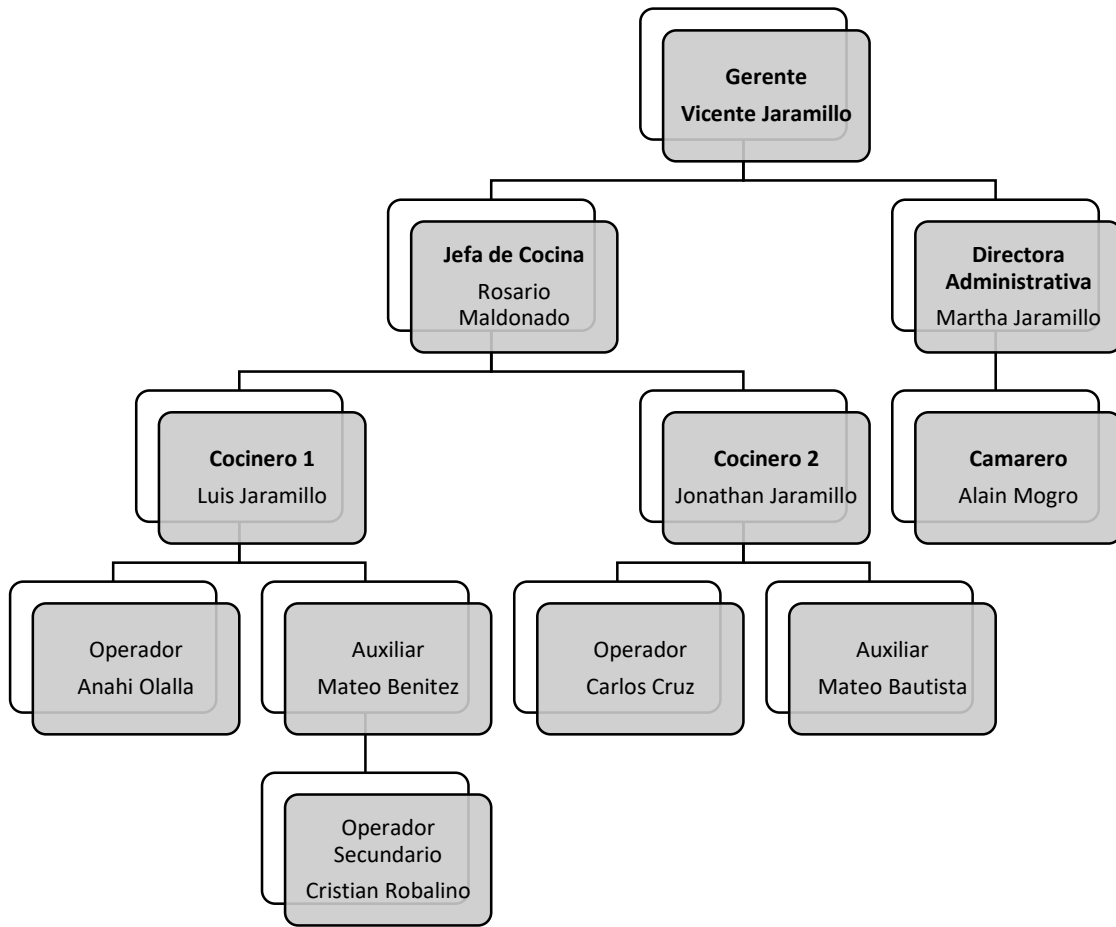 Gerente
Vicente Jaramillo
Jefa de Cocina
Rosario
Maldonado
Directora
Administrativa
Martha Jaramillo
Cocinero 1
Luis Jaramillo
Cocinero 2
Jonathan Jaramillo
Camarero
Alain Mogro
Operador
Anahi Olalla
Auxiliar
Mateo Benitez
Operador
Carlos Cruz
Auxiliar
Mateo Bautista
Operador
Secundario
Cristian Robalino